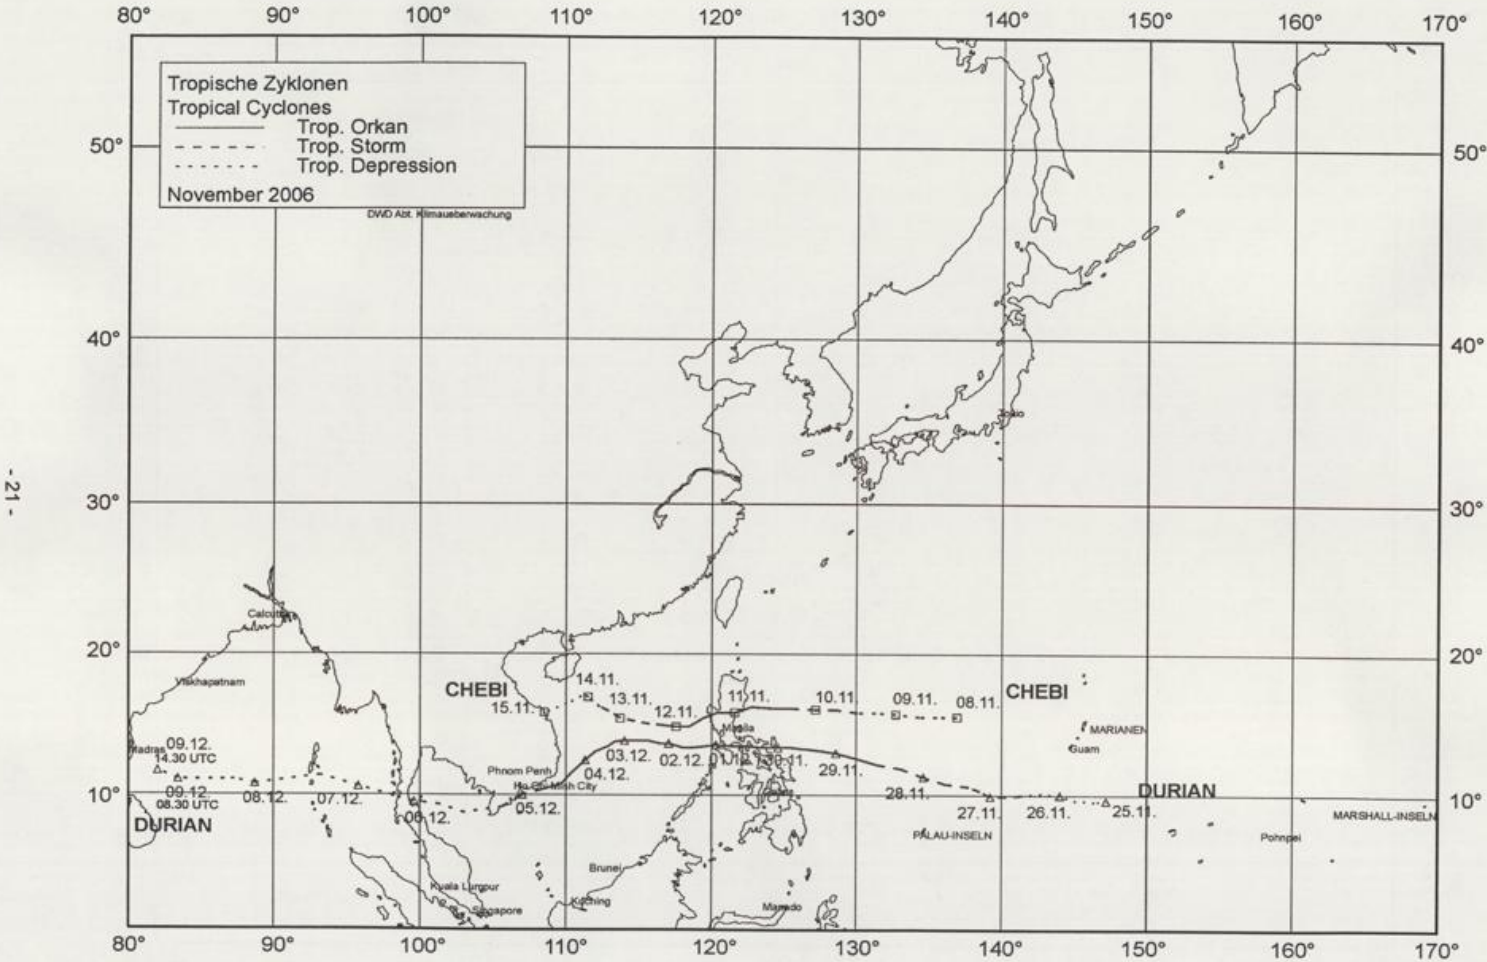 80° 90° 100° 110° 120° 130° 140° 150° 160° 170°
Tropische Zyklonen
Tropical Cyclones
Trop. Orkan
Trop. Storm
Trop. Depression
November 2006
DWD Abt. Klimaueberwachung
50° 50°
40° 40°
Tokio
- 21 -
30° 30°
Calcutta
20° 20°
Viskhapatnam
CHEBI 14.11. 13.11. 12.11. 11.11. 10.11. 09.11. 08.11. CHEBI
15.11.
MARIANEN
Guam
Manila
Madras 09.12.
14.30 UTC
03.12. 02.12. 01.12. 30.11. 29.11.
04.12.
Phnom Penh
Ho Chi Minh City
09.12. 08.12. 07.12. 06.12. 05.12. 28.11. 27.11. 26.11. 25.11. DURIAN
08.30 UTC
10° 10°
DURIAN
PALAU-INSELN
Pohnpei
MARSHALL-INSELN
Brunei
Kuala Lumpur
Kuching
Singapore
Manado
80° 90° 100° 110° 120° 130° 140° 150° 160° 170°